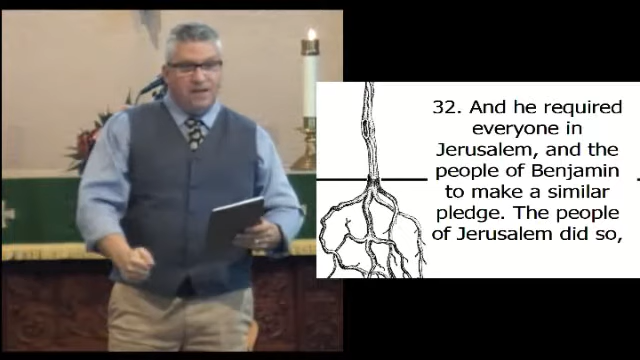 32. And he required
everyone in
Jerusalem, and the
people of Benjamin
to make a similar
pledge. The people
of Jerusalem did so,